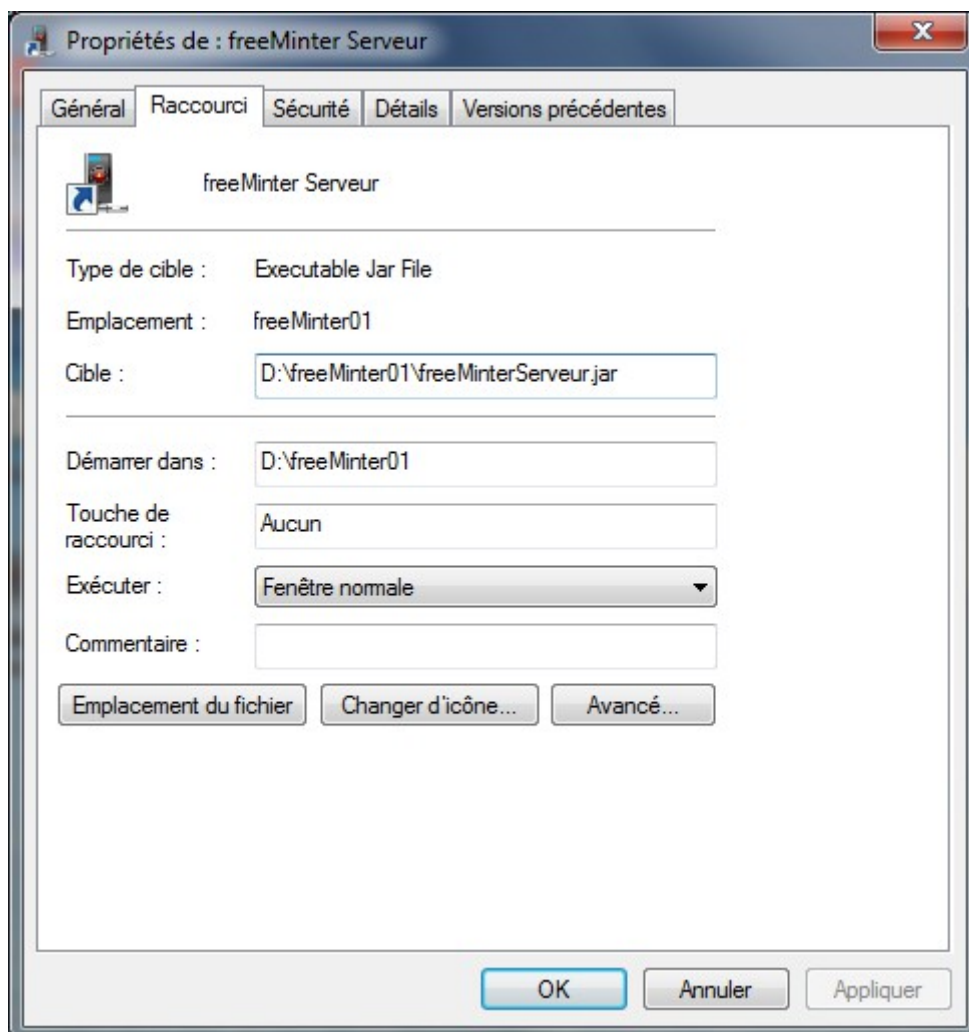 Propriétés de : freeMinter Serveur
Général Raccourci Sécurité Détails Versions précédentes
freeMinter Serveur
Type de cible : Executable Jar File
Emplacement : freeMinter01
Cible : D:\freeMinter01\freeMinterServeur.jar
Démarrer dans : D:\freeMinter01
Touche de
raccourci : Aucun
Exécuter : Fenêtre normale
Commentaire :
Emplacement du fichier Changer d'icône... Avancé...
OK Annuler Appliquer